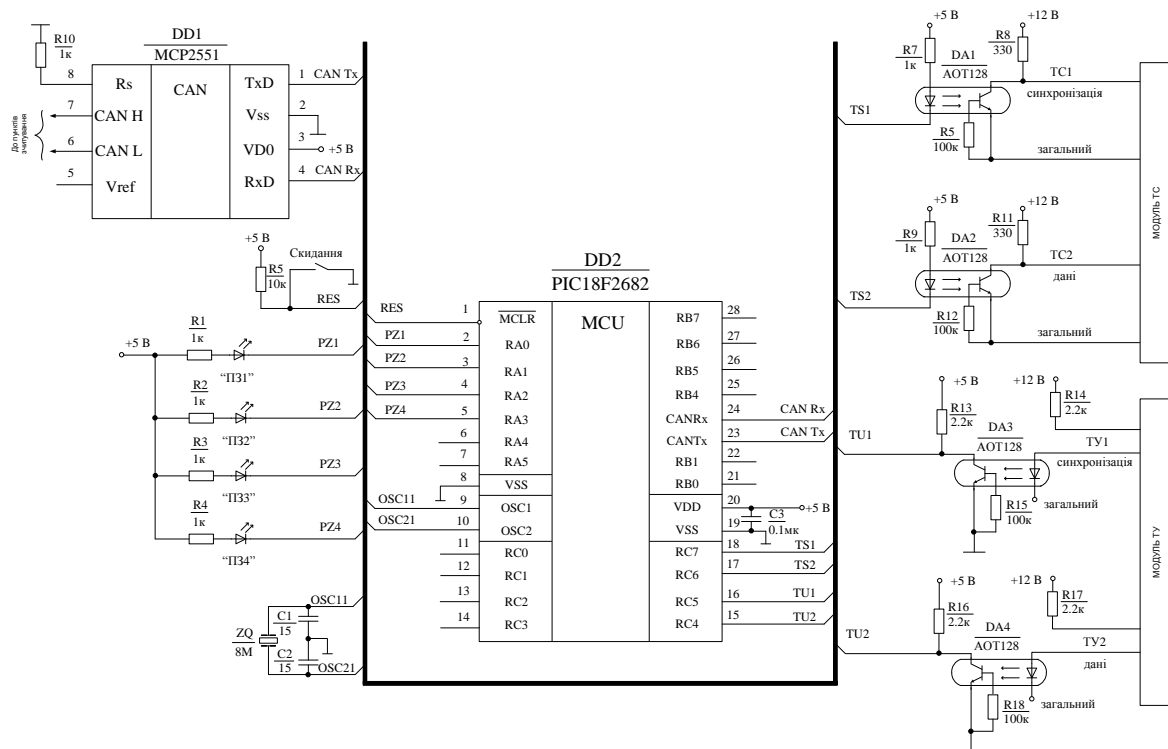 R10
1к
DD1
MCP2551
8 Rs CAN TxD 1 CAN Tx
7 CAN H Vss 2
6 CAN L VD0 3 +5 В
5 Vref RxD 4 CAN Rx
До пунктів
зчитування
+5 В
R5
10к
Скидання
RES
+5 В
R1
1к
PZ1
“ПЗ1”
R2
1к
PZ2
“ПЗ2”
R3
1к
PZ3
“ПЗ3”
R4
1к
PZ4
“ПЗ4”
OSC11
C1
15
ZQ
8М
C2
15
OSC21
DD2
PIC18F2682
MCU
RES 1 MCLR
PZ1 2 RA0
PZ2 3 RA1
PZ3 4 RA2
PZ4 5 RA3
6 RA4
7 RA5
8 VSS
OSC11 9 OSC1
OSC21 10 OSC2
11 RC0
12 RC1
13 RC2
14 RC3
RB7 28
RB6 27
RB5 26
RB4 25
CANRx 24 CAN Rx
CANTx 23 CAN Tx
RB1 22
RB0 21
VDD 20 +5 В
VSS 19
C3
0.1мк
RC7 18 TS1
RC6 17 TS2
RC5 16 TU1
RC4 15 TU2
+5 В
+12 В
R7
1к
DA1
АОТ128
R8
330
ТС1
синхронізація
TS1
R5
100к
загальний
+5 В
+12 В
R9
1к
DA2
АОТ128
R11
330
ТС2
дані
TS2
R12
100к
загальний
МОДУЛЬ ТС
+5 В
+12 В
R13
2.2к
R14
2.2к
DA3
АОТ128
TU1
ТУ1
синхронізація
R15
100к
загальний
+5 В
+12 В
R16
2.2к
R17
2.2к
DA4
АОТ128
TU2
ТУ2
дані
R18
100к
загальний
МОДУЛЬ ТУ